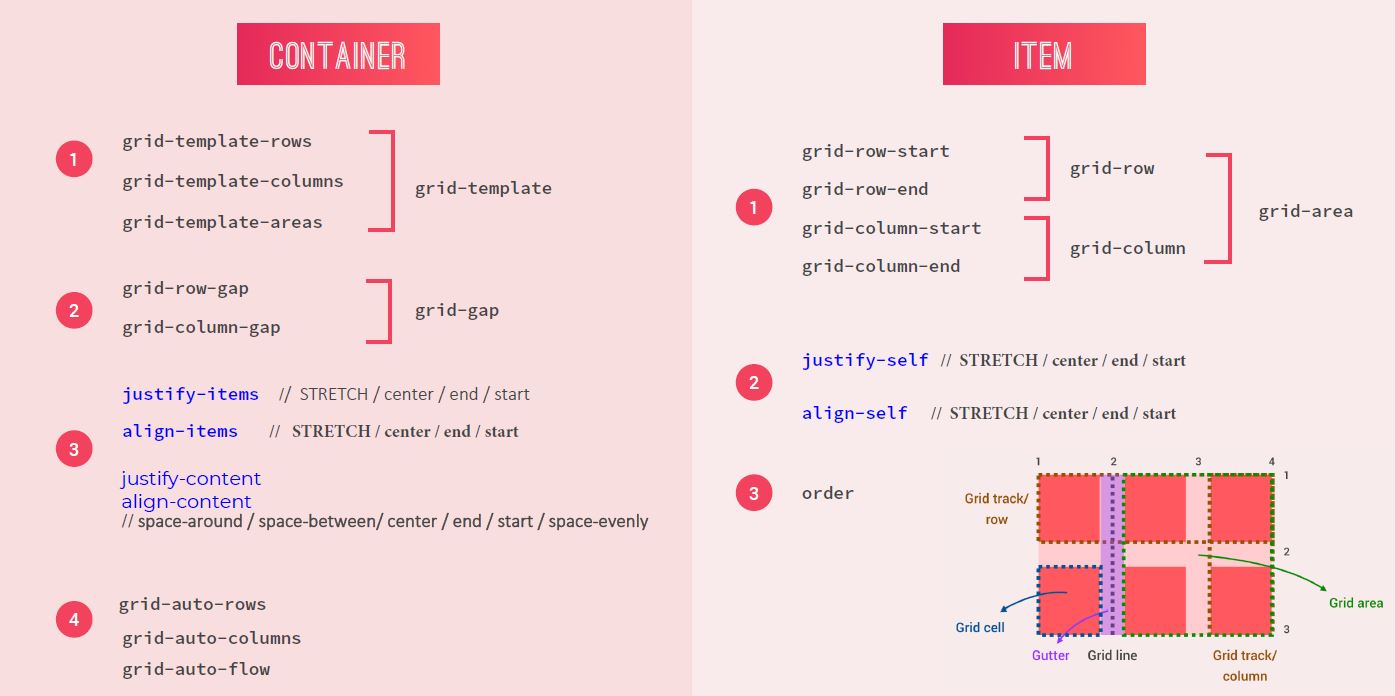 CONTAINER
1
grid-template-rows
grid-template-columns
grid-template-areas
grid-template
2
grid-row-gap
grid-column-gap
grid-gap
3
justify-items // STRETCH / center / end / start
align-items // STRETCH / center / end / start
justify-content
align-content
// space-around / space-between/ center / end / start / space-evenly
4
grid-auto-rows
grid-auto-columns
grid-auto-flow
ITEM
1
grid-row-start
grid-row-end
grid-column-start
grid-column-end
grid-row
grid-column
grid-area
2
justify-self // STRETCH / center / end / start
align-self // STRETCH / center / end / start
3
order
1 2 3 4
1
Grid track/
row
2
Grid area
Grid cell
3
Gutter
Grid line
Grid track/
column